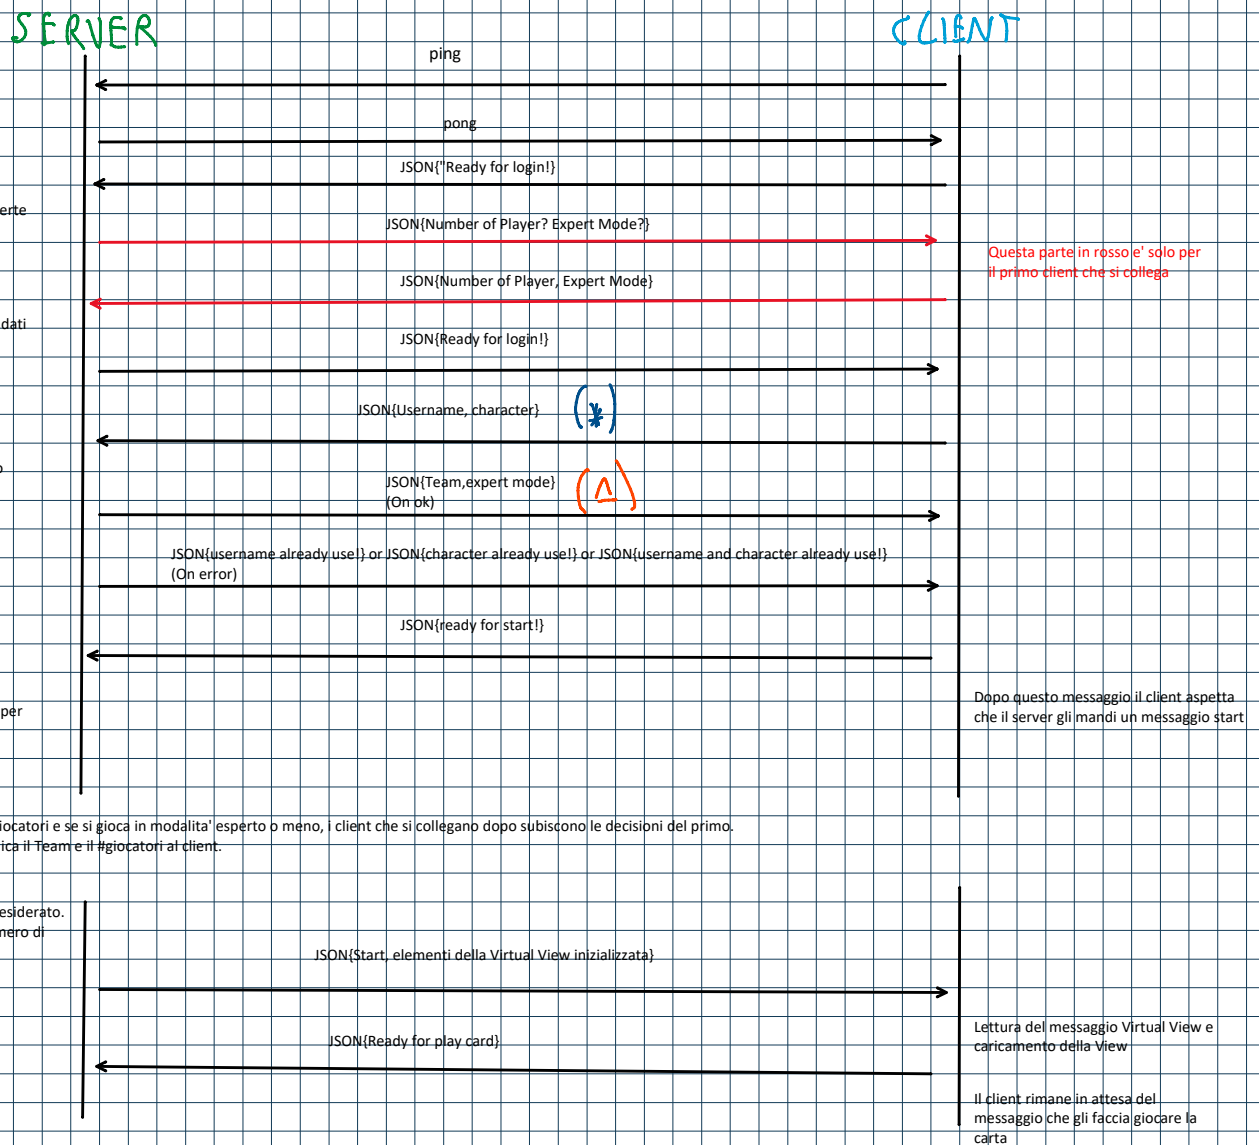 SERVER
CLIENT
ping
pong
JSON{"Ready for login!}
erte
JSON{Number of Player? Expert Mode?}
Questa parte in rosso e' solo per
il primo client che si collega
JSON{Number of Player, Expert Mode}
dati
JSON{Ready for login!}
JSON{Username, character}
(*)
o
JSON{Team,expert mode}
(On ok)
(Δ)
JSON{username already use!} or JSON{character already use!} or JSON{username and character already use!}
(On error)
JSON{ready for start!}
Dopo questo messaggio il client aspetta
che il server gli mandi un messaggio start
per
iocatori e se si gioca in modalita' esperto o meno, i client che si collegano dopo subiscono le decisioni del primo.
ica il Team e il #giocatori al client.
esiderato.
mero di
JSON{Start, elementi della Virtual View inizializzata}
Lettura del messaggio Virtual View e
caricamento della View
JSON{Ready for play card}
Il client rimane in attesa del
messaggio che gli faccia giocare la
carta